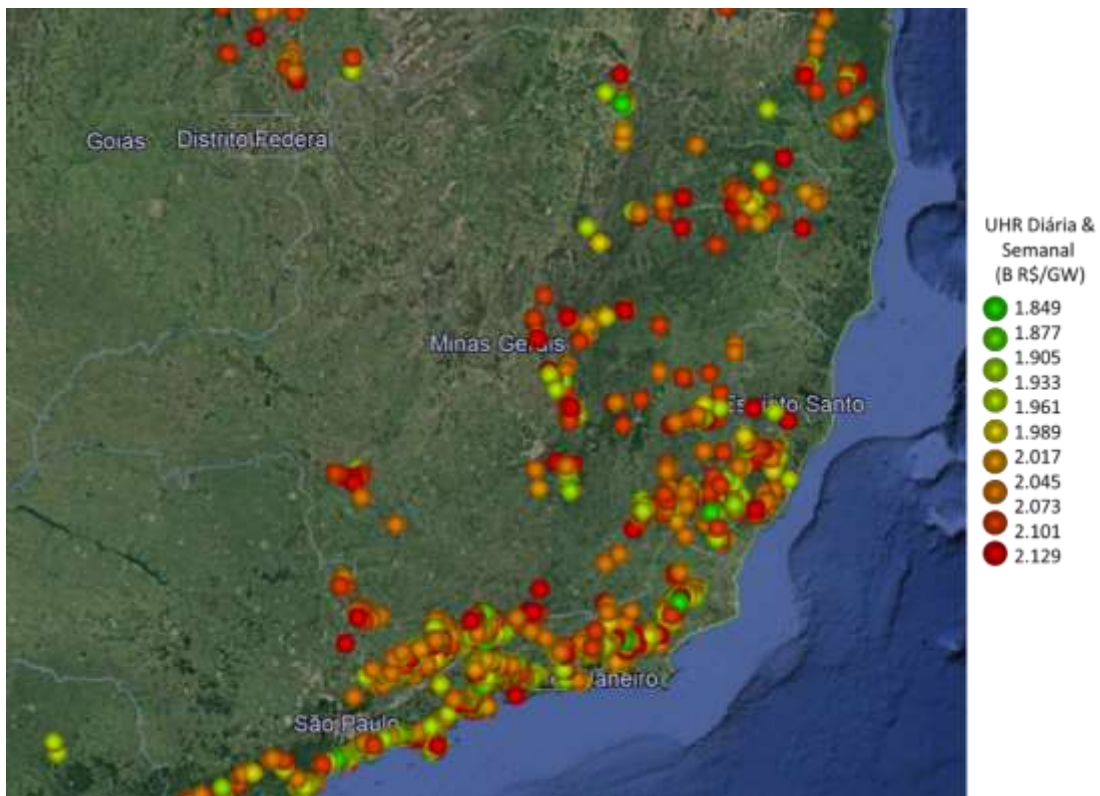 Goiás
Distrito Federal
Minas Gerais
Espírito Santo
Janeiro
São Paulo
UHR Diária &
Semanal
(B R$/GW)
1.849
1.877
1.905
1.933
1.961
1.989
2.017
2.045
2.073
2.101
2.129